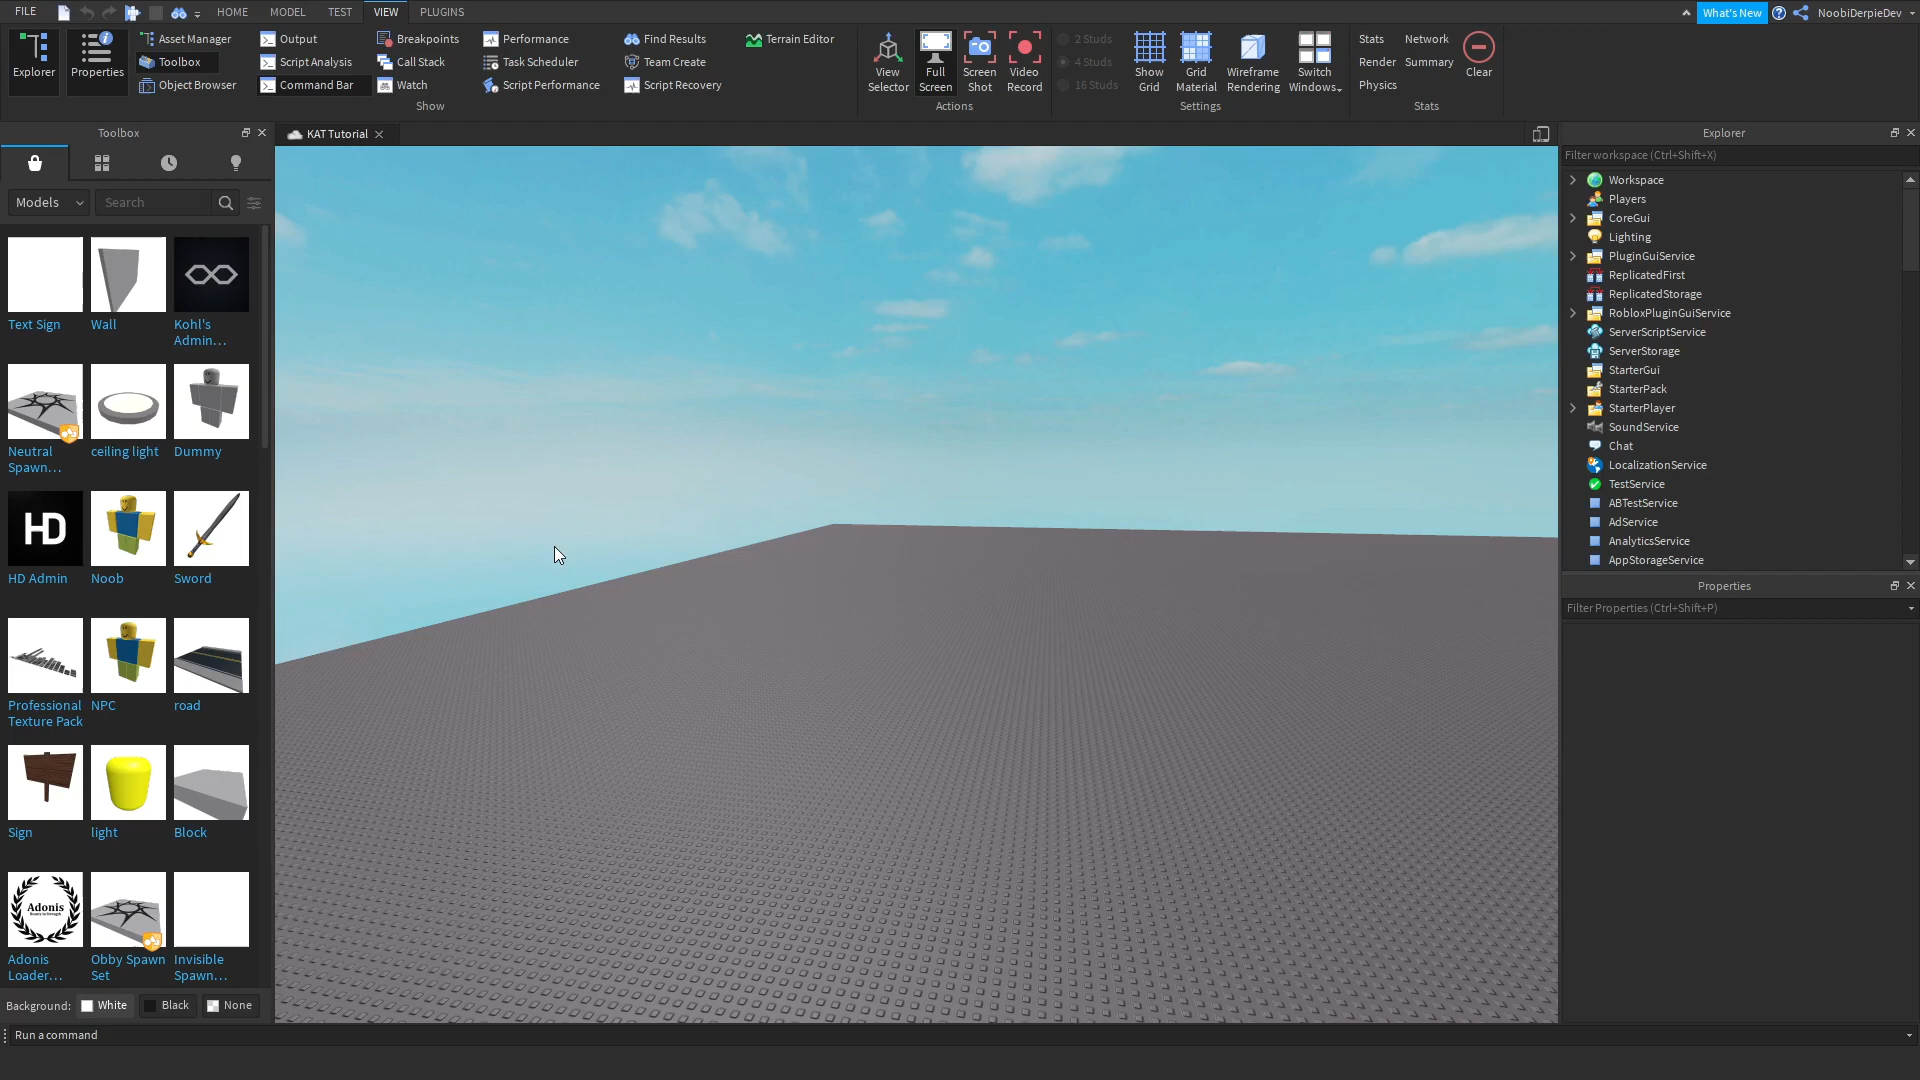 FILE HOME MODEL TEST VIEW PLUGINS What's New NoobiDerpieDev
Explorer
Properties
Asset Manager
Toolbox
Object Browser
Output
Script Analysis
Command Bar
Breakpoints
Call Stack
Watch
Performance
Task Scheduler
Script Performance
Find Results
Team Create
Script Recovery
Terrain Editor
Show
View
Selector
Full
Screen
Screen
Shot
Video
Record
Actions
2 Studs
4 Studs
16 Studs
Show
Grid
Grid
Material
Wireframe
Rendering
Switch
Windows
Settings
Stats Network
Render Summary
Physics
Clear
Stats
Toolbox
Models
Search
Text Sign
Wall
Kohl's
Admin...
Neutral
Spawn...
ceiling light
Dummy
HD
HD Admin
Noob
Sword
Professional
Texture Pack
NPC
road
Sign
light
Block
Adonis
Adonis
Loader...
Obby Spawn
Set
Invisible
Spawn...
Background: White Black None
KAT Tutorial
Explorer
Filter workspace (Ctrl+Shift+X)
Workspace
Players
CoreGui
Lighting
PluginGuiService
ReplicatedFirst
ReplicatedStorage
RobloxPluginGuiService
ServerScriptService
ServerStorage
StarterGui
StarterPack
StarterPlayer
SoundService
Chat
LocalizationService
TestService
ABTestService
AdService
AnalyticsService
AppStorageService
Properties
Filter Properties (Ctrl+Shift+P)
Run a command